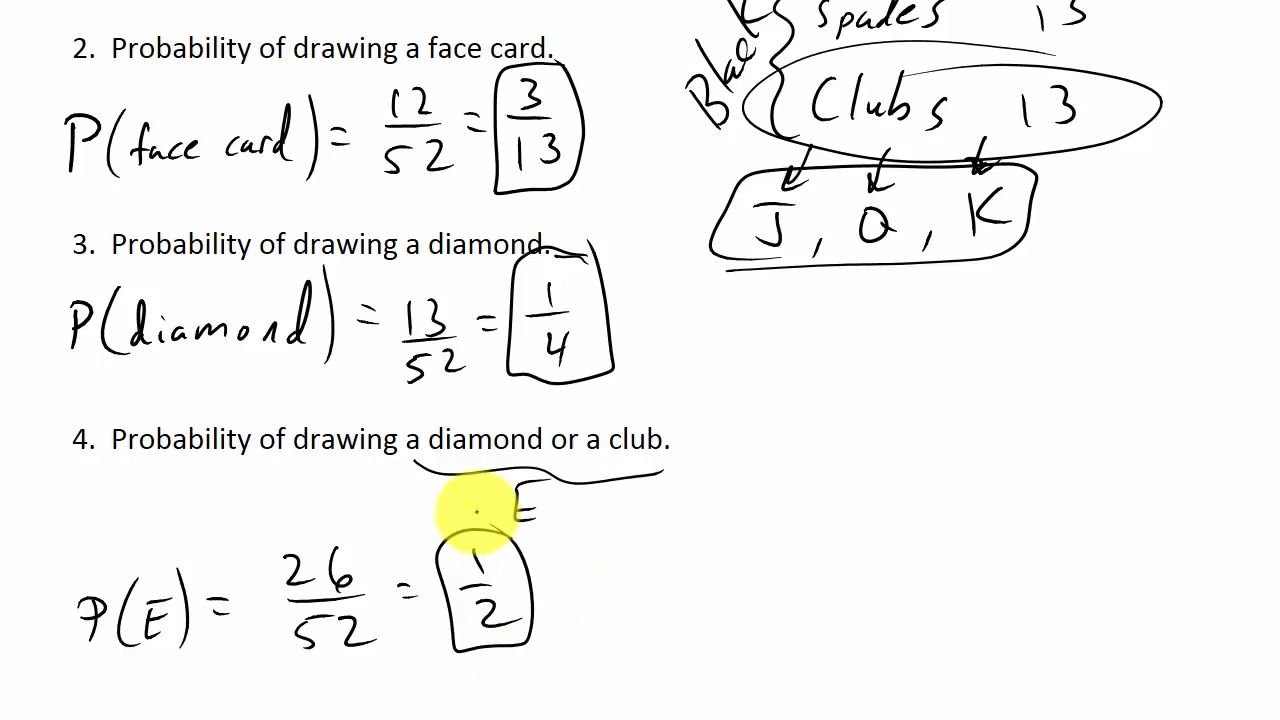 2. Probability of drawing a face card.
P(face card) = 12/52 = 3/13
3. Probability of drawing a diamond.
P(diamond) = 13/52 = 1/4
4. Probability of drawing a diamond or a club.
E
P(E) = 26/52 = 1/2
Black
Spades 13
Clubs 13
J, Q, K